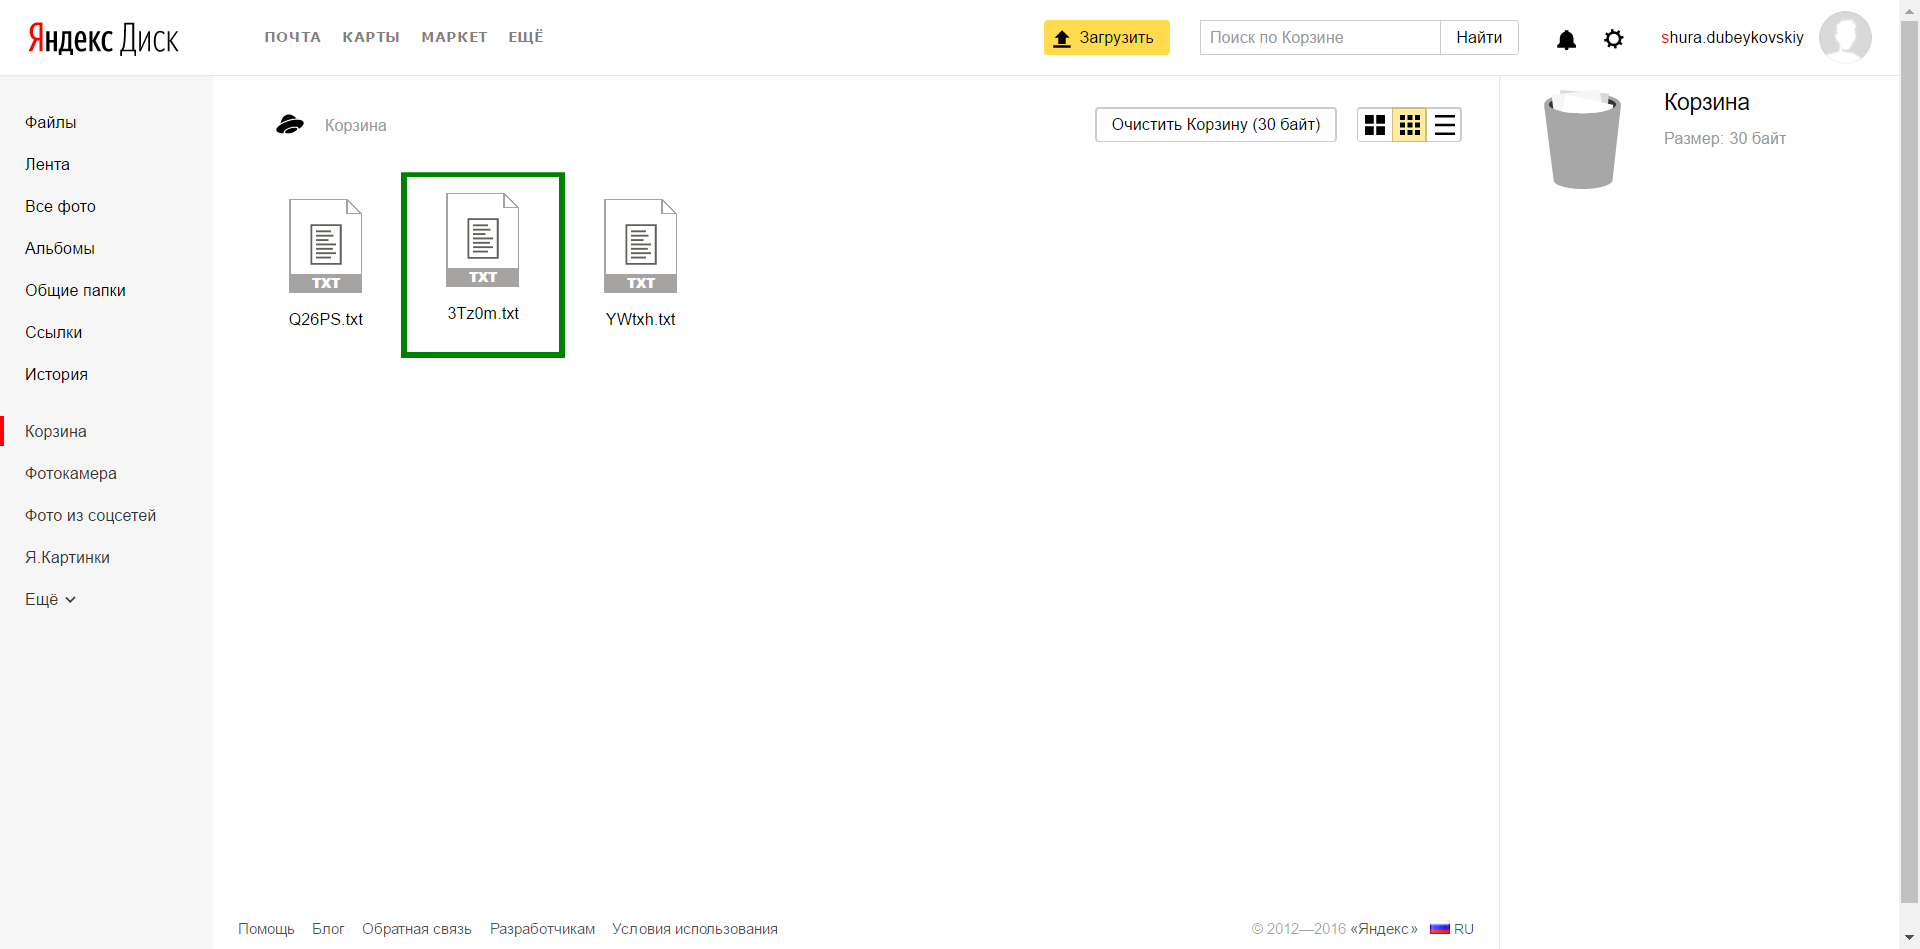 Яндекс Диск
ПОЧТА КАРТЫ МАРКЕТ ЕЩЁ
Загрузить
Поиск по Корзине
Найти
shura.dubeykovskiy
Файлы
Лента
Все фото
Альбомы
Общие папки
Ссылки
История
Корзина
Фотокамера
Фото из соцсетей
Я.Картинки
Ещё
Корзина
Очистить Корзину (30 байт)
TXT
Q26PS.txt
TXT
3Tz0m.txt
TXT
YWtxh.txt
Корзина
Размер: 30 байт
Помощь Блог Обратная связь Разработчикам Условия использования
© 2012—2016 «Яндекс» RU